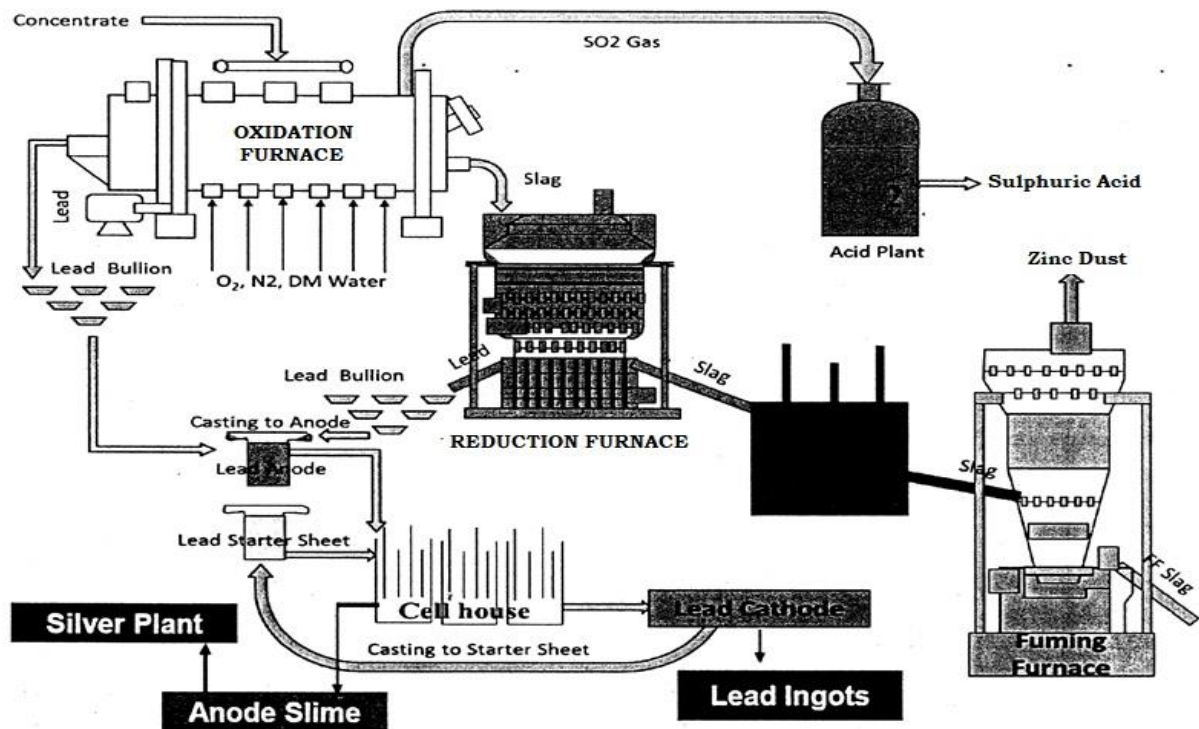 Concentrate
SO2 Gas
OXIDATION
FURNACE
Slag
2
Sulphuric Acid
Acid Plant
Lead
Lead Bullion
O₂, N2, DM Water
Zinc Dust
Lead
Slag
Lead Bullion
REDUCTION FURNACE
Casting to Anode
Lead Anode
Slag
Lead Starter Sheet
FF Slag
Cell house
Lead Cathode
Silver Plant
Casting to Starter Sheet
Fuming
Furnace
Lead Ingots
Anode Slime